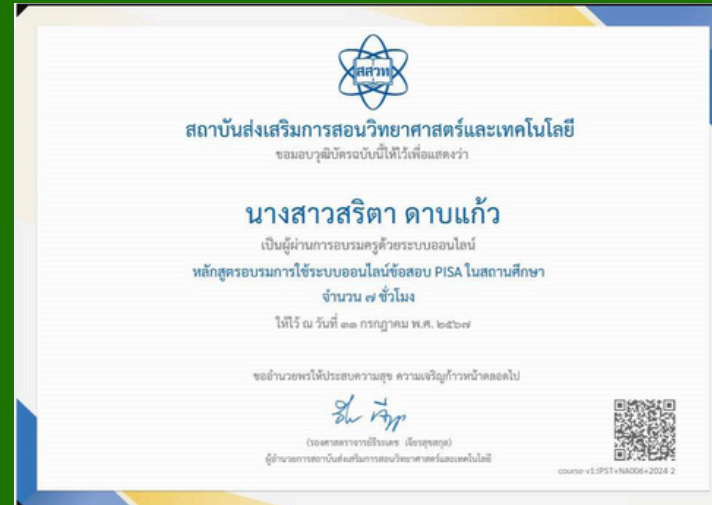 สสวท
สถาบันส่งเสริมการสอนวิทยาศาสตร์และเทคโนโลยี
ขอมอบวุฒิบัตรฉบับนี้ให้ไว้เพื่อแสดงว่า
นางสาวสริตา ดาบแก้ว
เป็นผู้ผ่านการอบรมครูด้วยระบบออนไลน์
หลักสูตรอบรมการใช้ระบบออนไลน์ข้อสอบ PISA ในสถานศึกษา
จำนวน ๗ ชั่วโมง
ให้ไว้ ณ วันที่ ๓๑ กรกฎาคม พ.ศ. ๒๕๖๗
ขออำนวยพรให้ประสบความสุข ความเจริญก้าวหน้าตลอดไป
(รองศาสตราจารย์ธีระเดช เจียรสุขสกุล)
ผู้อำนวยการสถาบันส่งเสริมการสอนวิทยาศาสตร์และเทคโนโลยี
course-v1:IPST+NA006+2024-2